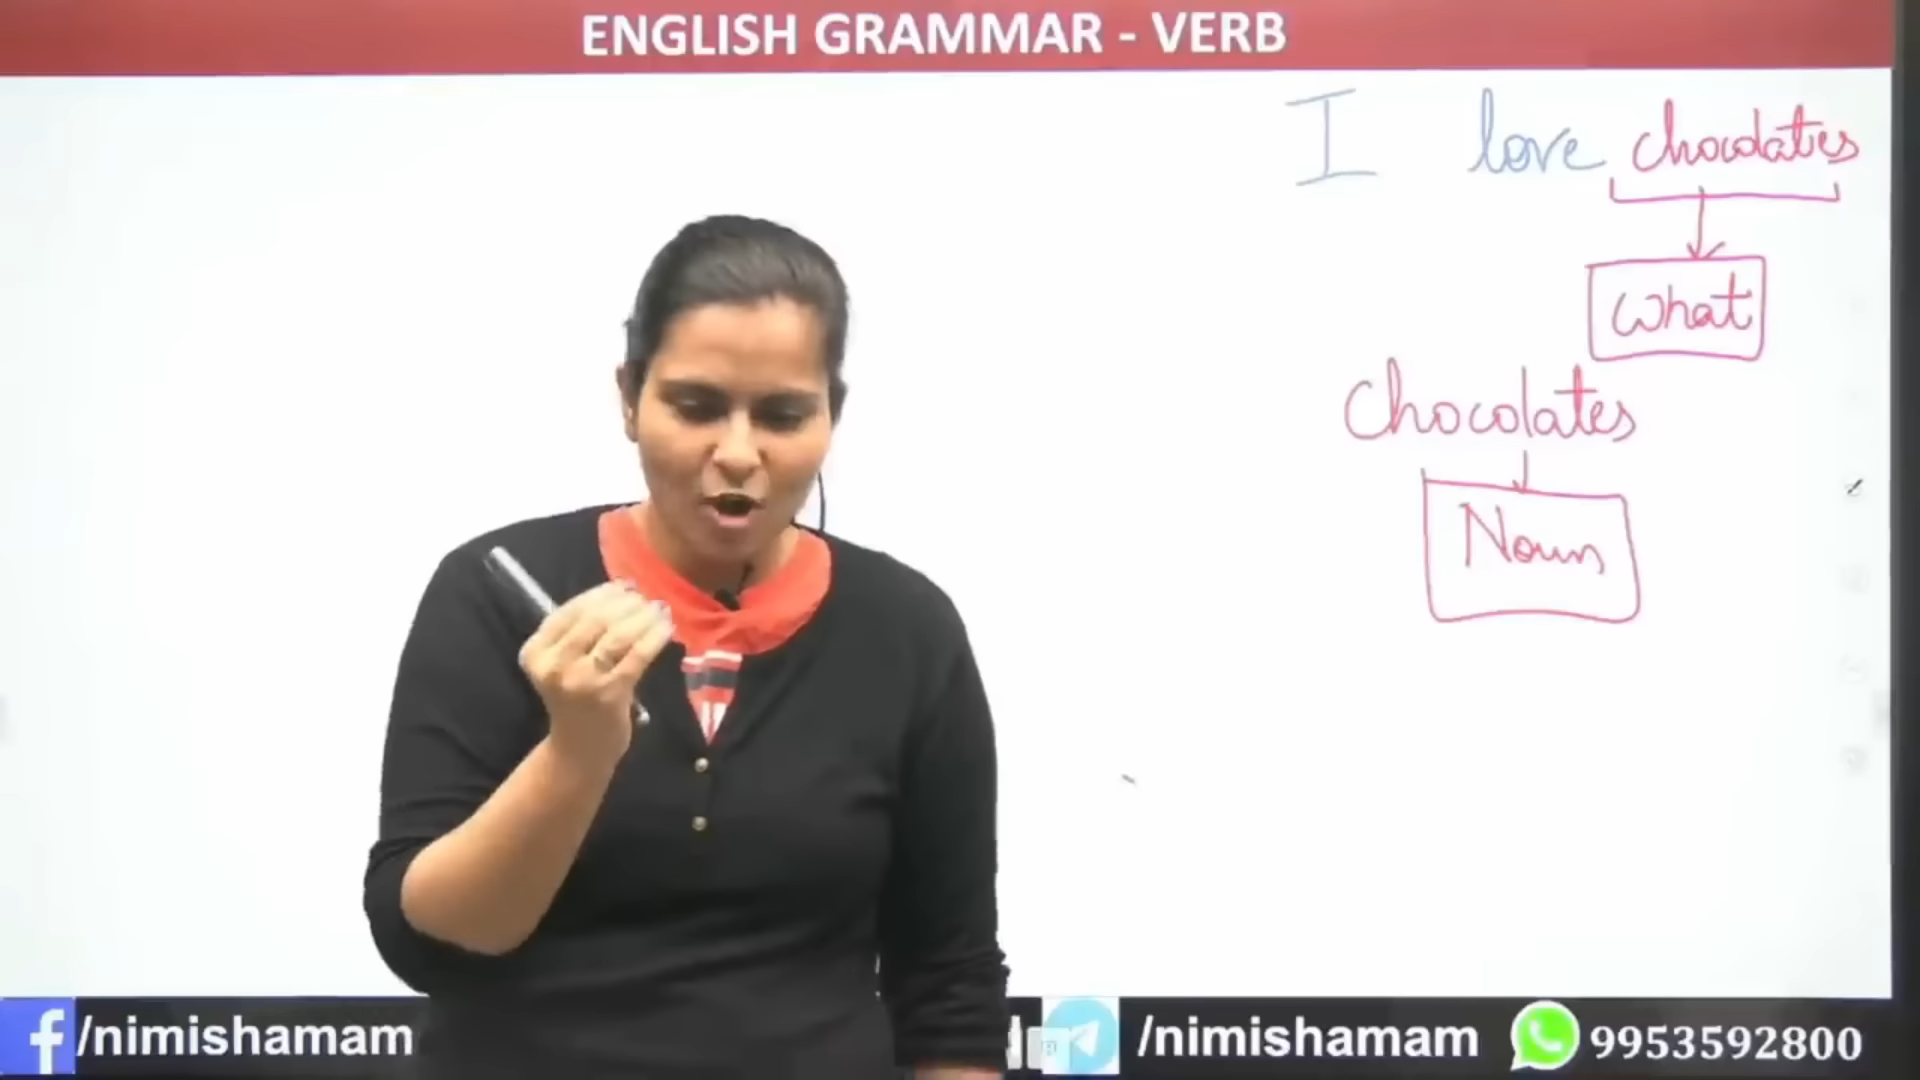 ENGLISH GRAMMAR - VERB
I love chocolates
What
Chocolates
Noun
/nimishamam
/nimishamam
9953592800